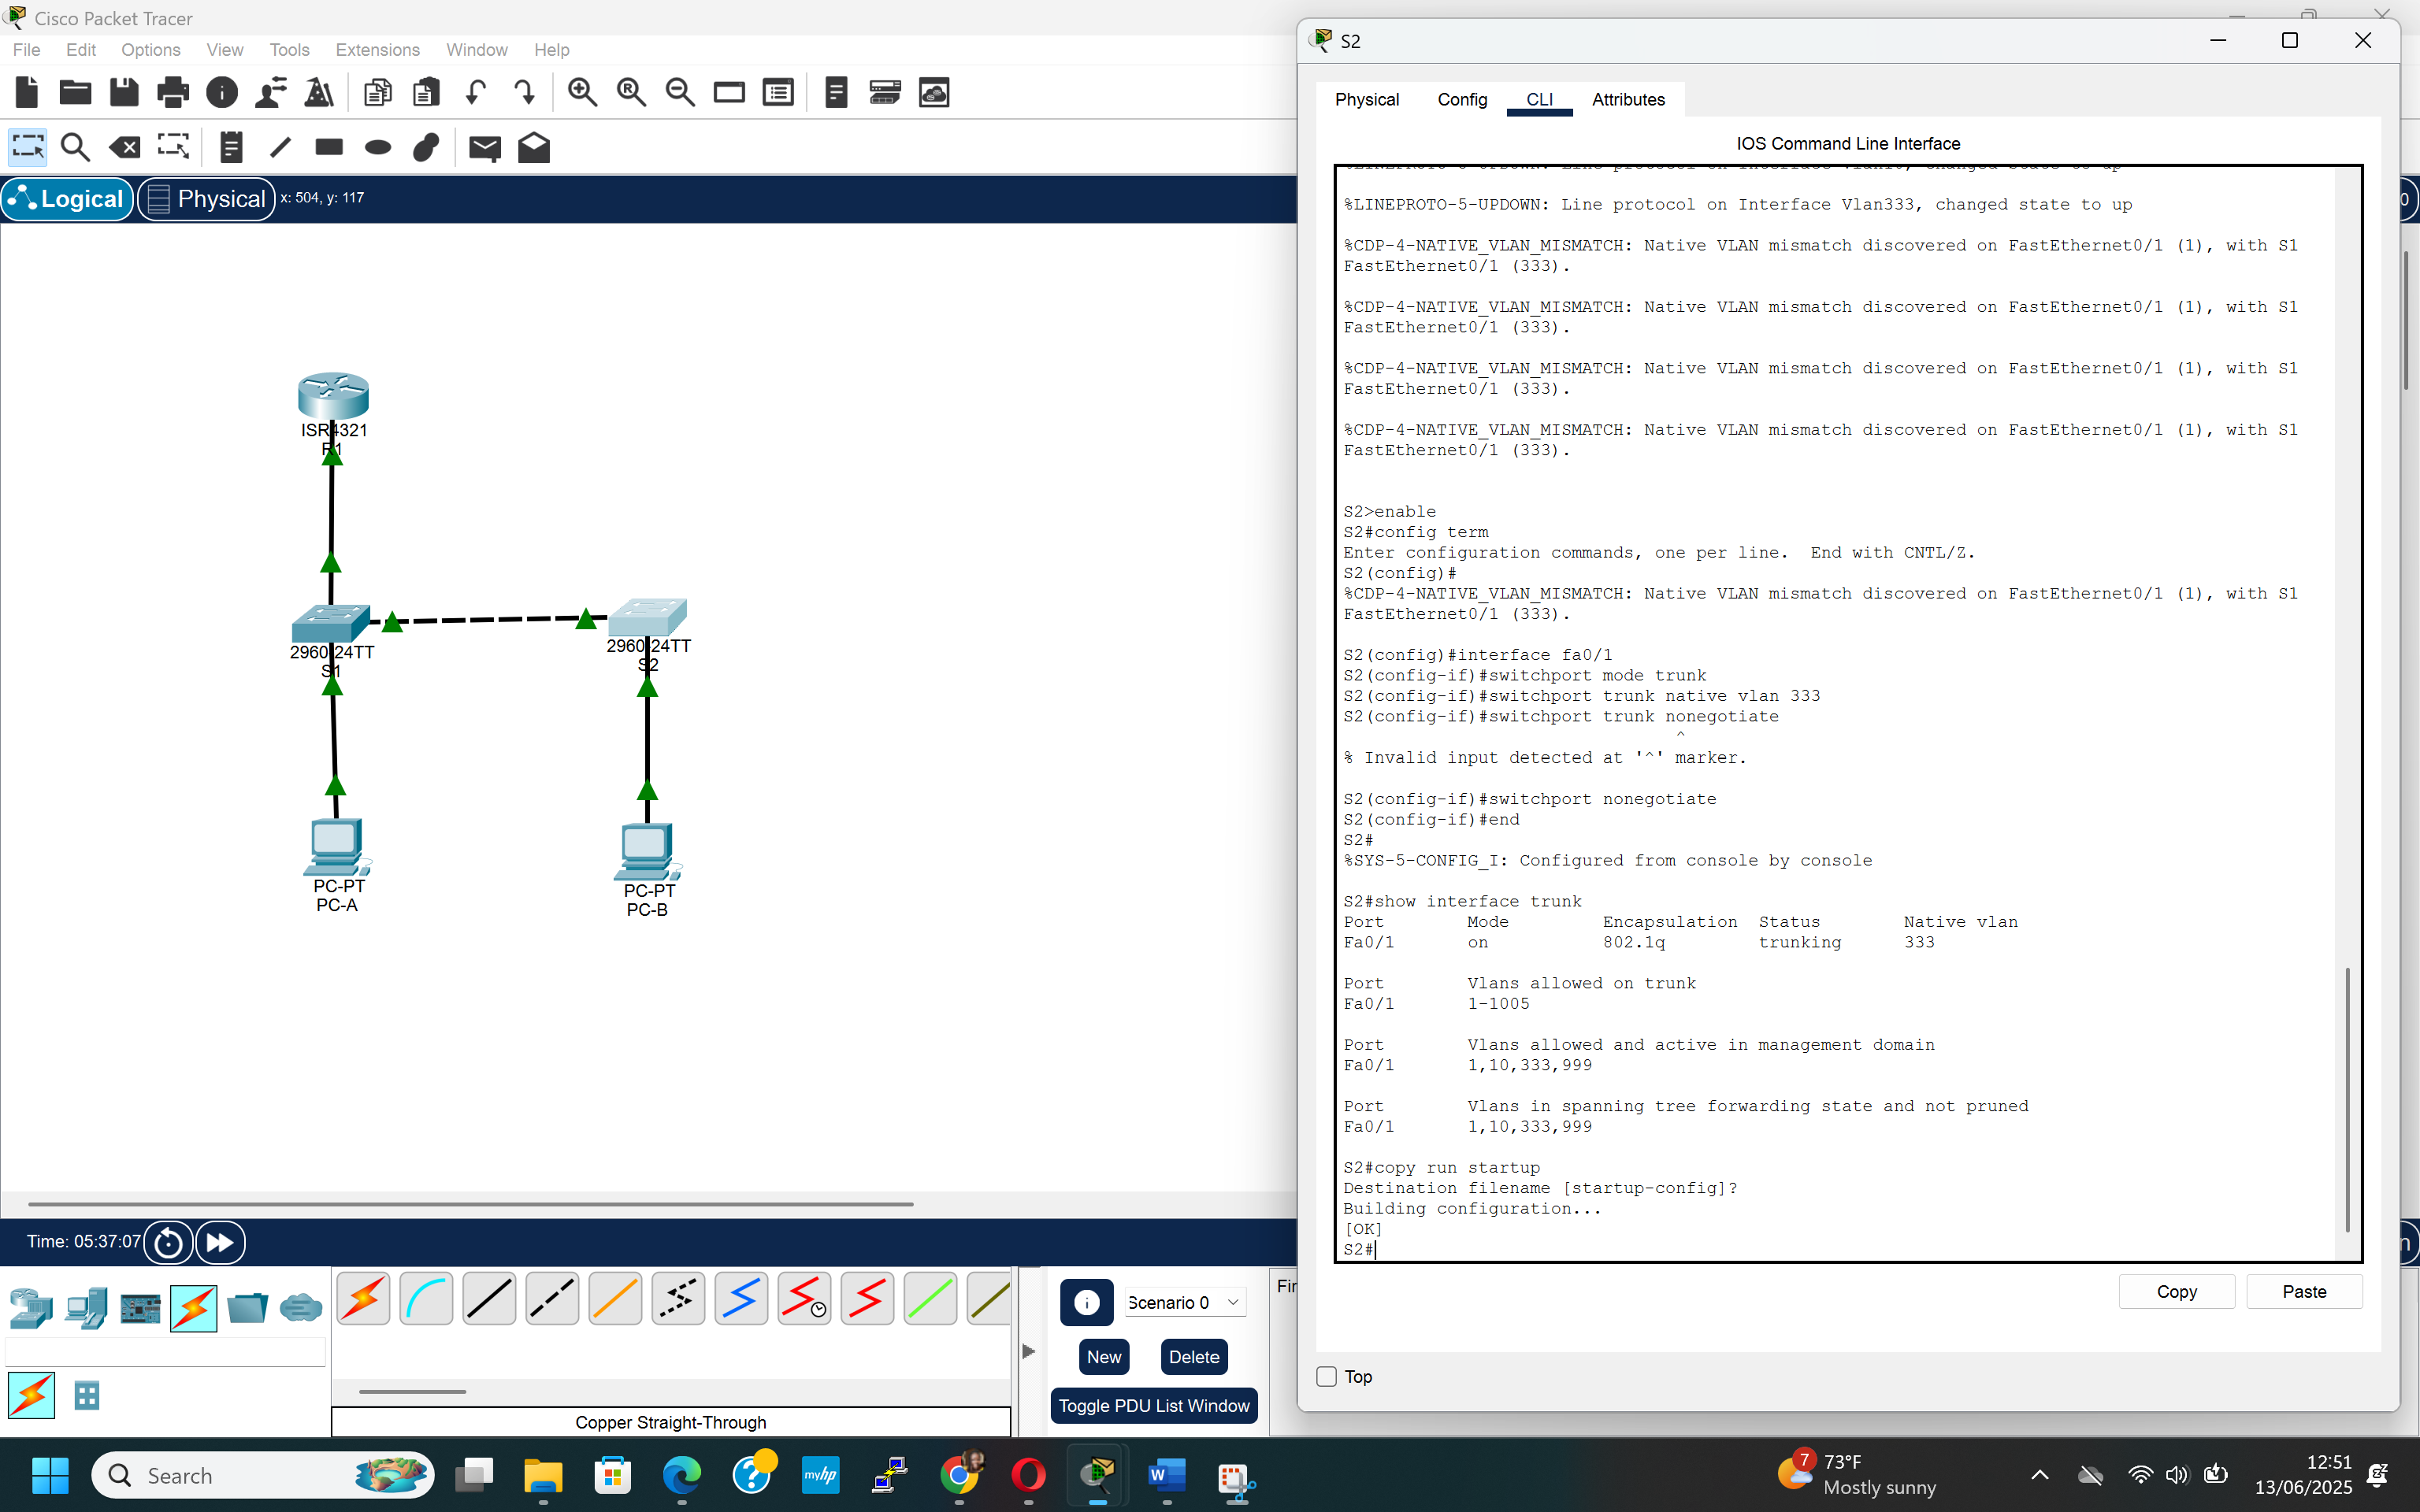 Cisco Packet Tracer
File Edit Options View Tools Extensions Window Help
Logical
Physical
x: 504, y: 117
ISR4321
R1
2960-24TT
S1
2960-24TT
S2
PC-PT
PC-A
PC-PT
PC-B
Time: 05:37:07
Scenario 0
New
Delete
Toggle PDU List Window
Fir
Copper Straight-Through
S2
Physical Config CLI Attributes
IOS Command Line Interface
%LINEPROTO-5-UPDOWN: Line protocol on Interface Vlan333, changed state to up
%CDP-4-NATIVE_VLAN_MISMATCH: Native VLAN mismatch discovered on FastEthernet0/1 (1), with S1
FastEthernet0/1 (333).
%CDP-4-NATIVE_VLAN_MISMATCH: Native VLAN mismatch discovered on FastEthernet0/1 (1), with S1
FastEthernet0/1 (333).
%CDP-4-NATIVE_VLAN_MISMATCH: Native VLAN mismatch discovered on FastEthernet0/1 (1), with S1
FastEthernet0/1 (333).
%CDP-4-NATIVE_VLAN_MISMATCH: Native VLAN mismatch discovered on FastEthernet0/1 (1), with S1
FastEthernet0/1 (333).
S2>enable
S2#config term
Enter configuration commands, one per line.  End with CNTL/Z.
S2(config)#
%CDP-4-NATIVE_VLAN_MISMATCH: Native VLAN mismatch discovered on FastEthernet0/1 (1), with S1
FastEthernet0/1 (333).
S2(config)#interface fa0/1
S2(config-if)#switchport mode trunk
S2(config-if)#switchport trunk native vlan 333
S2(config-if)#switchport trunk nonegotiate
^
% Invalid input detected at '^' marker.
S2(config-if)#switchport nonegotiate
S2(config-if)#end
S2#
%SYS-5-CONFIG_I: Configured from console by console
S2#show interface trunk
Port Mode Encapsulation Status Native vlan
Fa0/1 on 802.1q trunking 333
Port Vlans allowed on trunk
Fa0/1 1-1005
Port Vlans allowed and active in management domain
Fa0/1 1,10,333,999
Port Vlans in spanning tree forwarding state and not pruned
Fa0/1 1,10,333,999
S2#copy run startup
Destination filename [startup-config]?
Building configuration...
[OK]
S2#
Copy
Paste
Top
Search
myhp
W
7
73°F
Mostly sunny
12:51
13/06/2025